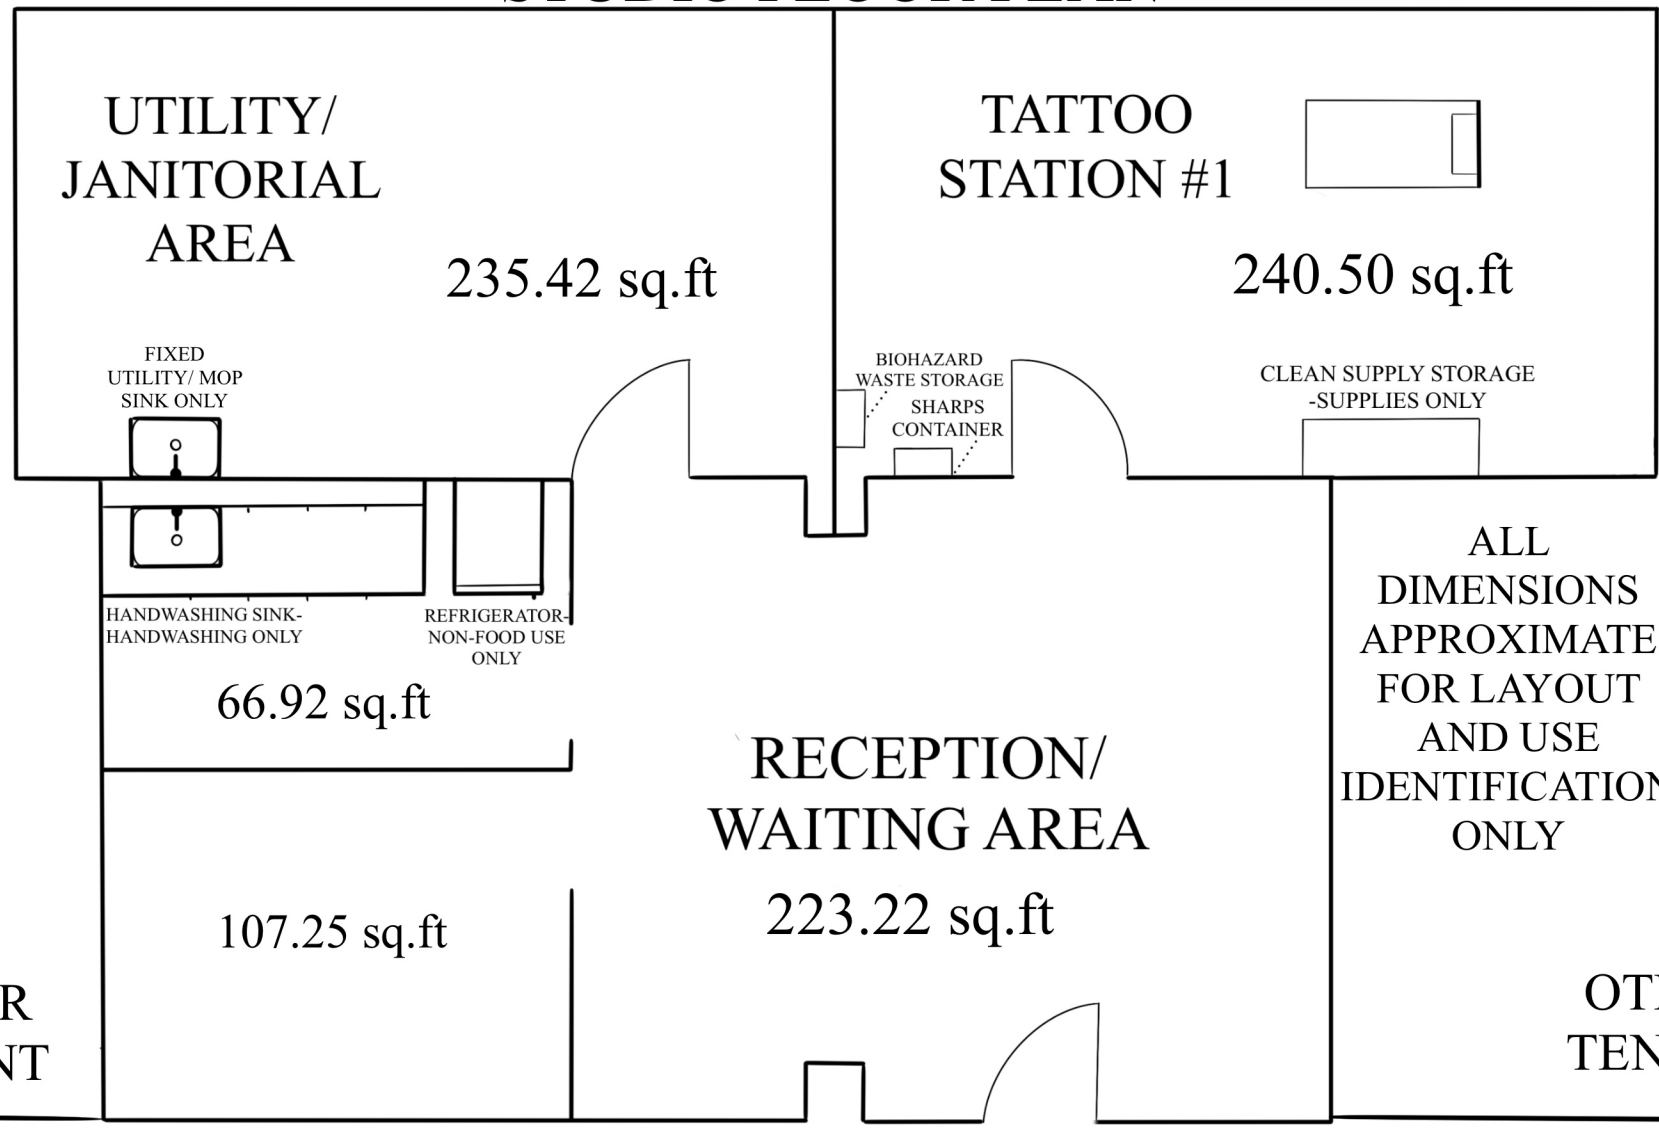 UTILITY/
JANITORIAL
AREA
235.42 sq.ft
TATTOO
STATION #1
240.50 sq.ft
FIXED
UTILITY/ MOP
SINK ONLY
BIOHAZARD
WASTE STORAGE
SHARPS
CONTAINER
CLEAN SUPPLY STORAGE
-SUPPLIES ONLY
HANDWASHING SINK-
HANDWASHING ONLY
REFRIGERATOR-
NON-FOOD USE
ONLY
66.92 sq.ft
RECEPTION/
WAITING AREA
223.22 sq.ft
107.25 sq.ft
ALL
DIMENSIONS
APPROXIMATE
FOR LAYOUT
AND USE
IDENTIFICATION
ONLY